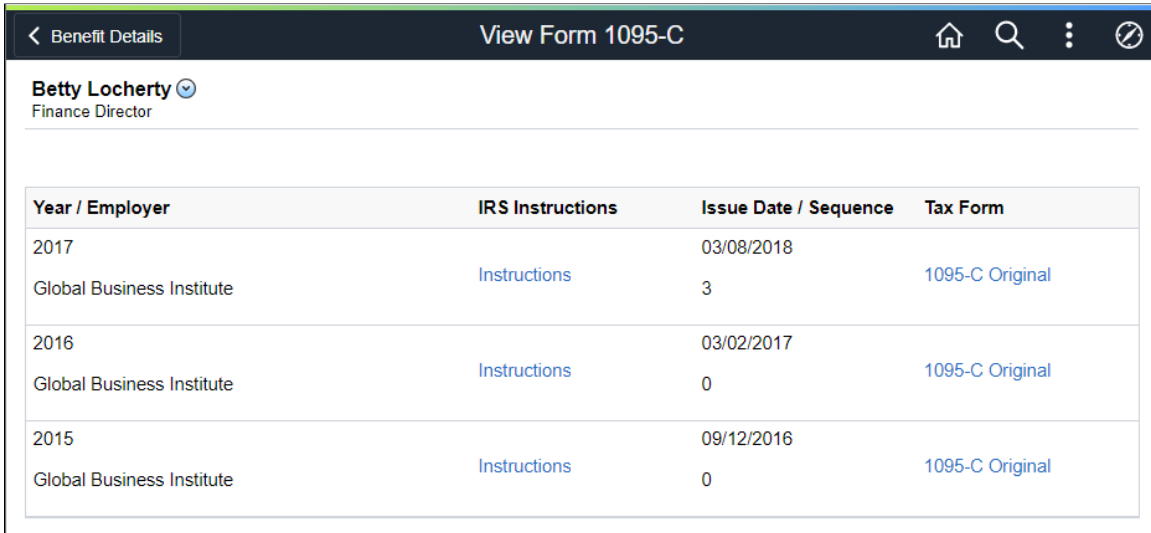 Benefit Details
View Form 1095-C
Betty Locherty
Finance Director
Year / Employer IRS Instructions Issue Date / Sequence Tax Form
2017 03/08/2018
Instructions 1095-C Original
Global Business Institute 3
2016 03/02/2017
Instructions 1095-C Original
Global Business Institute 0
2015 09/12/2016
Instructions 1095-C Original
Global Business Institute 0